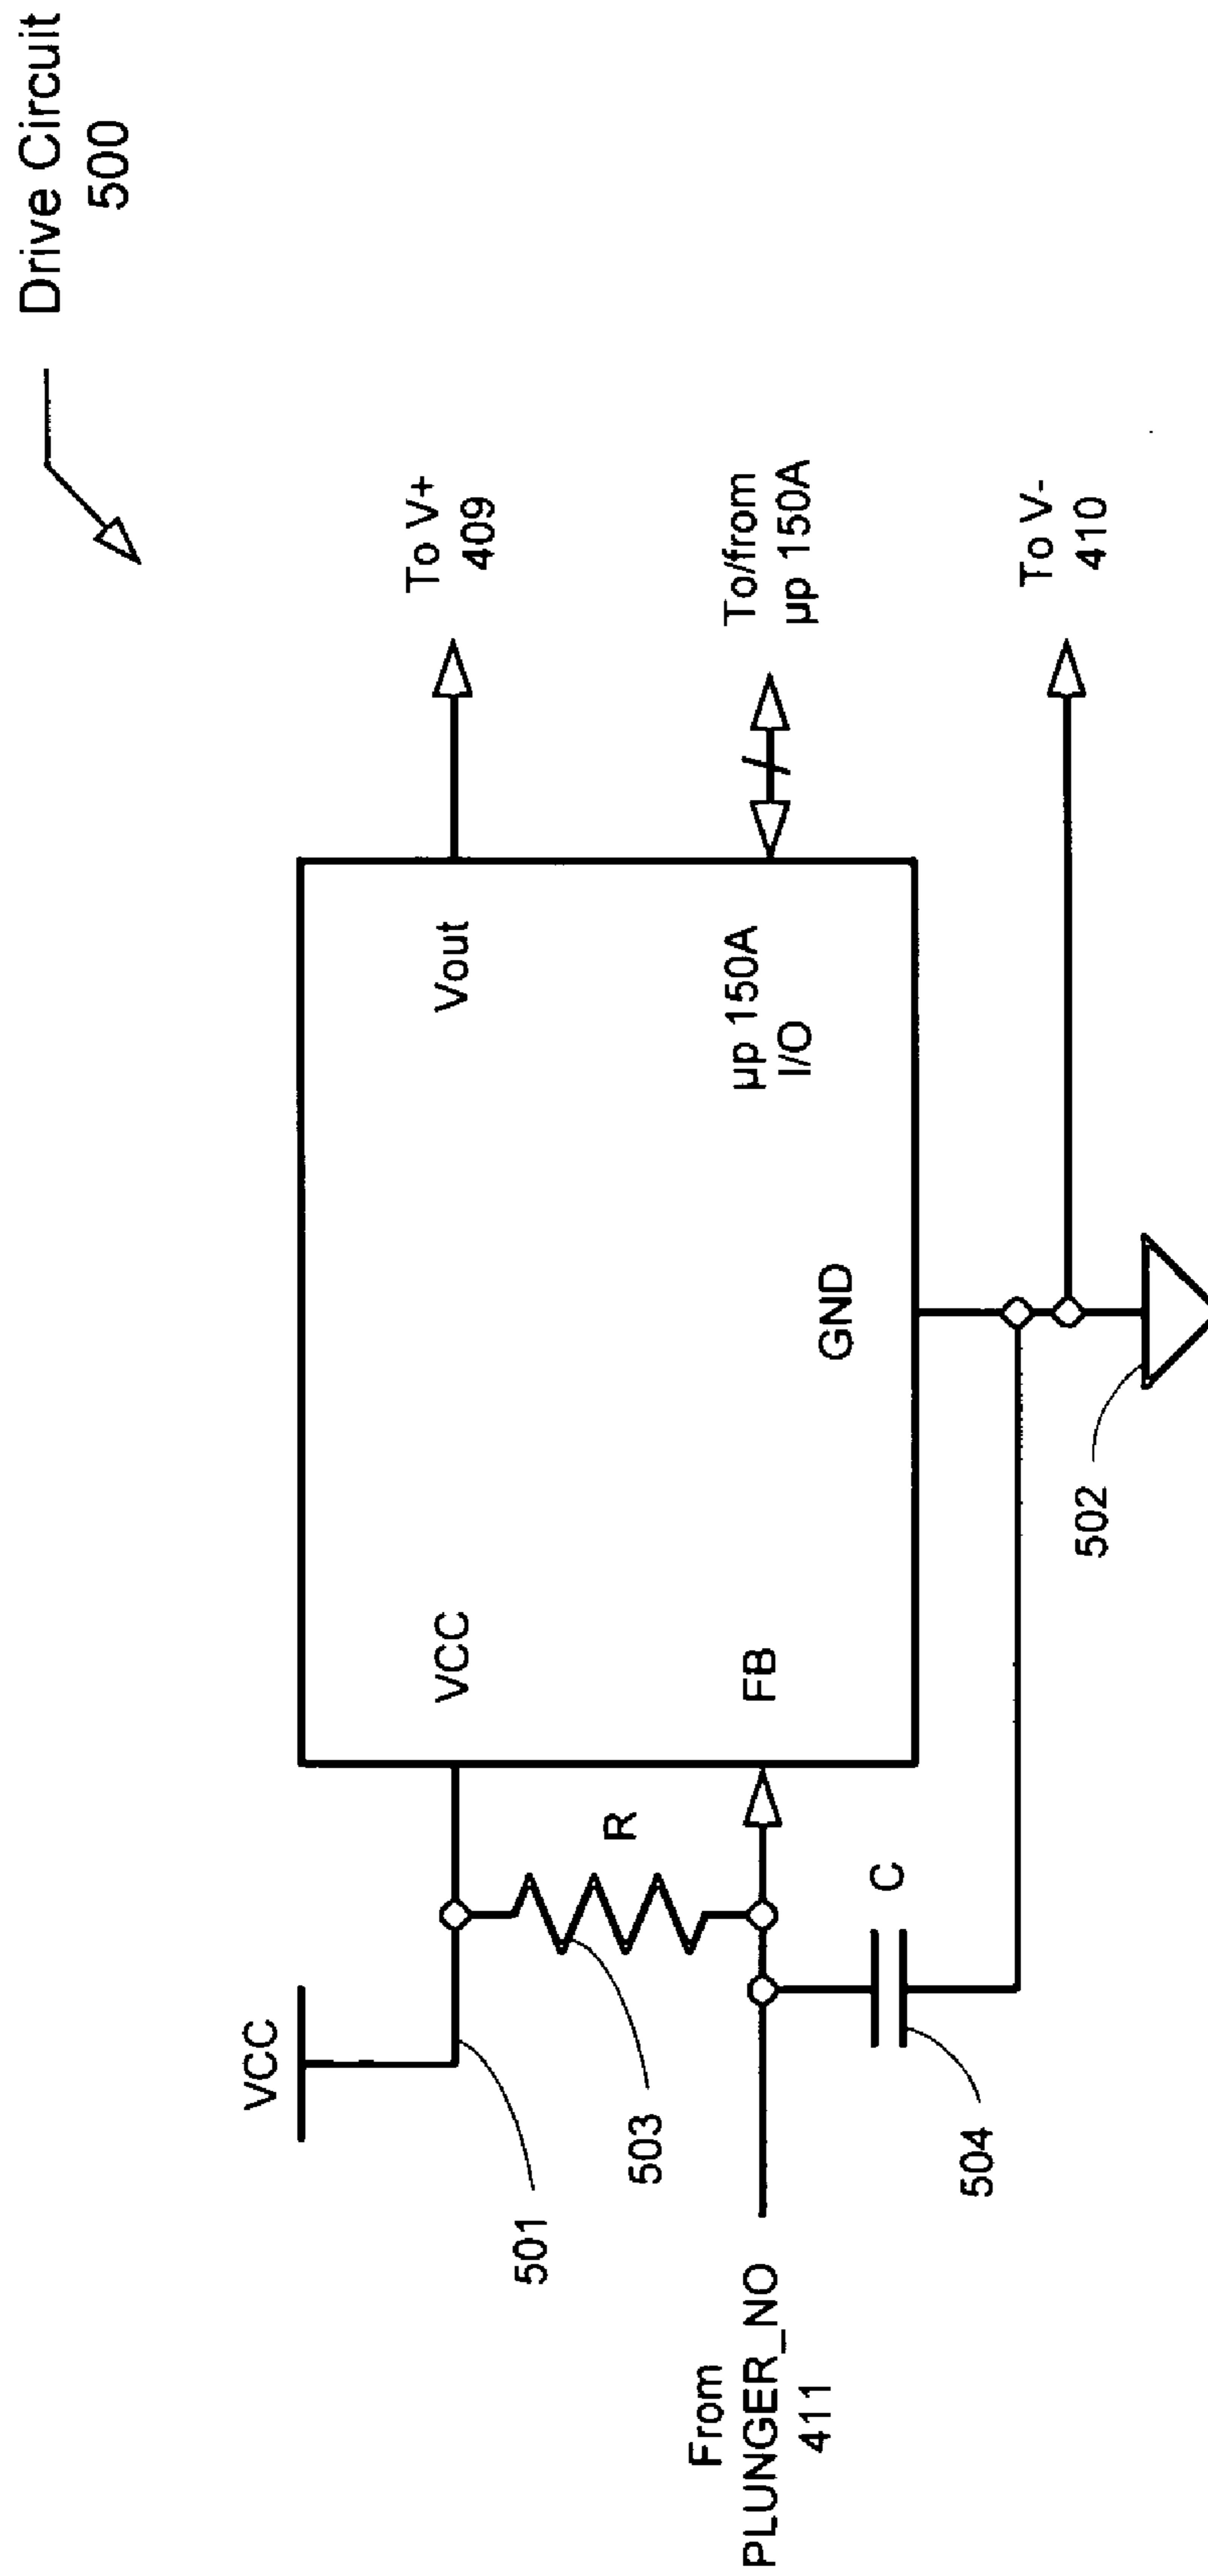 Drive Circuit
500
VCC
501
503
R
VCC
Vout
To V+
409
From
PLUNGER_NO
411
FB
µp 150A
I/O
To/from
µp 150A
504
C
GND
502
To V-
410